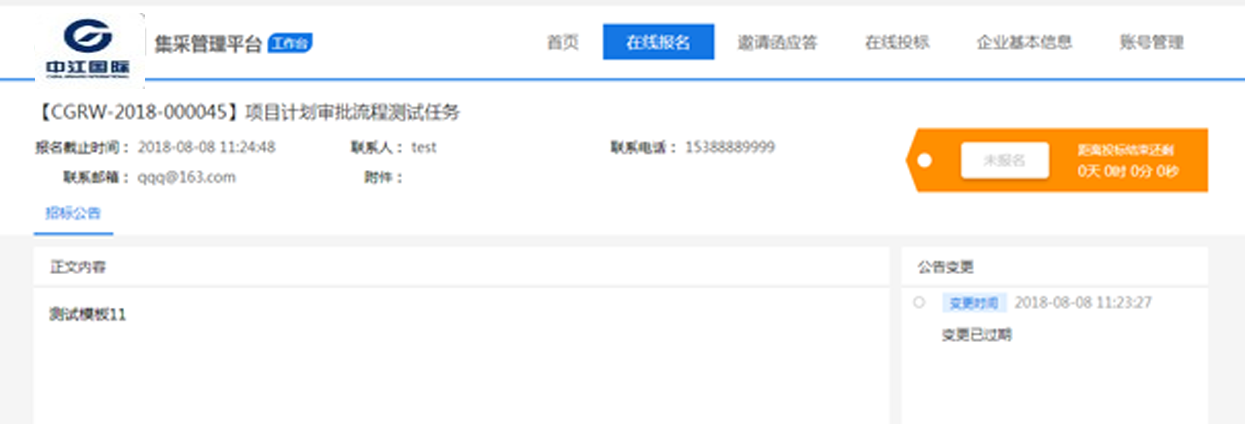 中江国际 集采管理平台 工作台 首页 在线报名 邀请函应答 在线投标 企业基本信息 账号管理
【CGRW-2018-000045】项目计划审批流程测试任务
报名截止时间： 2018-08-08 11:24:48 联系人： test 联系电话： 15388889999
联系邮箱： qqq@163.com 附件：
未报名
距离投标结束还剩
0天 0时 0分 0秒
招标公告
正文内容
测试模板11
公告变更
变更时间 2018-08-08 11:23:27
变更已过期